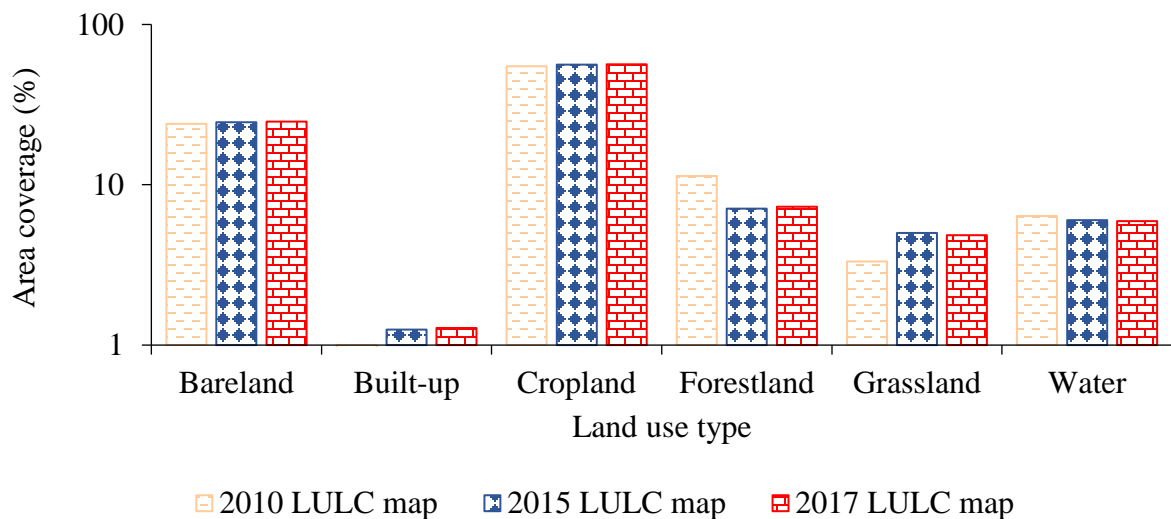 100
10
1
Area coverage (%)
Bareland Built-up Cropland Forestland Grassland Water
Land use type
2010 LULC map 2015 LULC map 2017 LULC map